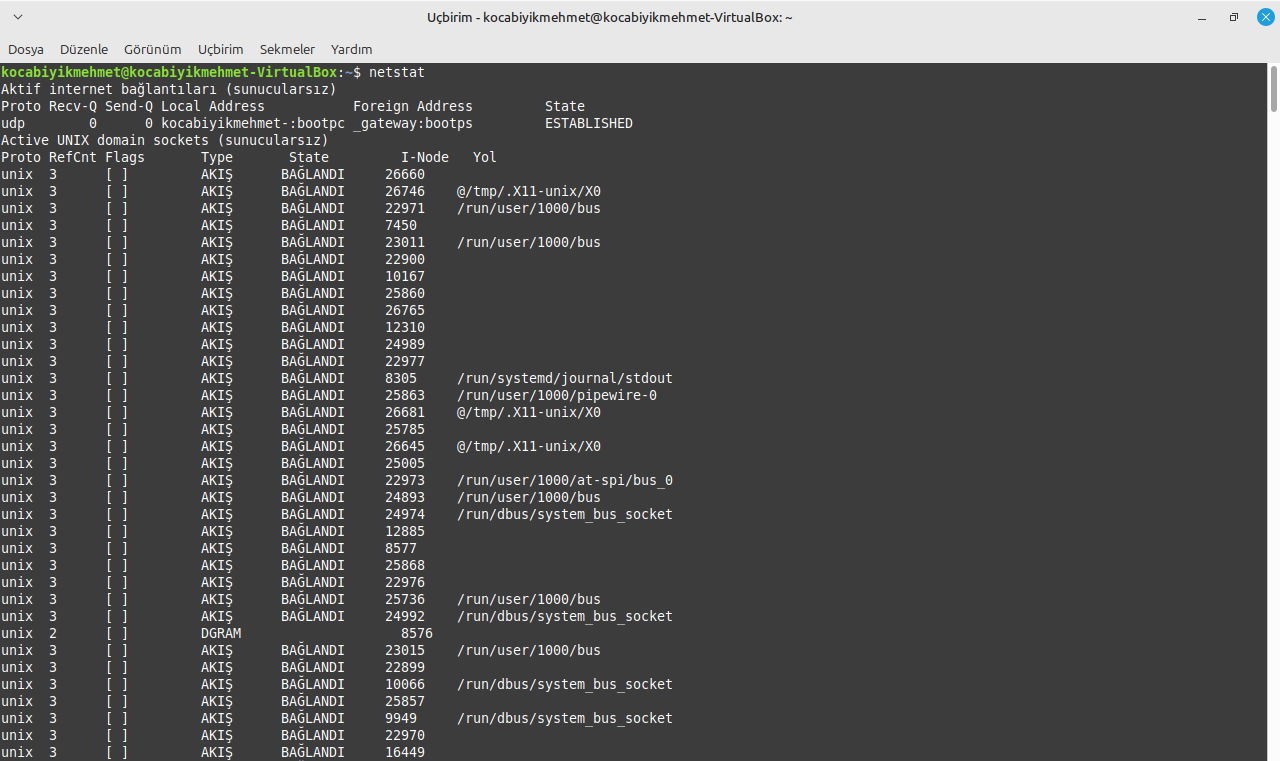 Uçbirim - kocabiyikmehmet@kocabiyikmehmet-VirtualBox: ~
Dosya Düzenle Görünüm Uçbirim Sekmeler Yardım
kocabiyikmehmet@kocabiyikmehmet-VirtualBox:~$ netstat
Aktif internet bağlantıları (sunucularsız)
Proto Recv-Q Send-Q Local Address           Foreign Address         State
udp        0      0 kocabiyikmehmet-:bootpc _gateway:bootps         ESTABLISHED
Active UNIX domain sockets (sunucularsız)
Proto RefCnt Flags       Type       State         I-Node   Yol
unix  3      [ ]         AKIŞ      BAĞLANDI     26660
unix  3      [ ]         AKIŞ      BAĞLANDI     26746    @/tmp/.X11-unix/X0
unix  3      [ ]         AKIŞ      BAĞLANDI     22971    /run/user/1000/bus
unix  3      [ ]         AKIŞ      BAĞLANDI     7450
unix  3      [ ]         AKIŞ      BAĞLANDI     23011    /run/user/1000/bus
unix  3      [ ]         AKIŞ      BAĞLANDI     22900
unix  3      [ ]         AKIŞ      BAĞLANDI     10167
unix  3      [ ]         AKIŞ      BAĞLANDI     25860
unix  3      [ ]         AKIŞ      BAĞLANDI     26765
unix  3      [ ]         AKIŞ      BAĞLANDI     12310
unix  3      [ ]         AKIŞ      BAĞLANDI     24989
unix  3      [ ]         AKIŞ      BAĞLANDI     22977
unix  3      [ ]         AKIŞ      BAĞLANDI     8305     /run/systemd/journal/stdout
unix  3      [ ]         AKIŞ      BAĞLANDI     25863    /run/user/1000/pipewire-0
unix  3      [ ]         AKIŞ      BAĞLANDI     26681    @/tmp/.X11-unix/X0
unix  3      [ ]         AKIŞ      BAĞLANDI     25785
unix  3      [ ]         AKIŞ      BAĞLANDI     26645    @/tmp/.X11-unix/X0
unix  3      [ ]         AKIŞ      BAĞLANDI     25005
unix  3      [ ]         AKIŞ      BAĞLANDI     22973    /run/user/1000/at-spi/bus_0
unix  3      [ ]         AKIŞ      BAĞLANDI     24893    /run/user/1000/bus
unix  3      [ ]         AKIŞ      BAĞLANDI     24974    /run/dbus/system_bus_socket
unix  3      [ ]         AKIŞ      BAĞLANDI     12885
unix  3      [ ]         AKIŞ      BAĞLANDI     8577
unix  3      [ ]         AKIŞ      BAĞLANDI     25868
unix  3      [ ]         AKIŞ      BAĞLANDI     22976
unix  3      [ ]         AKIŞ      BAĞLANDI     25736    /run/user/1000/bus
unix  3      [ ]         AKIŞ      BAĞLANDI     24992    /run/dbus/system_bus_socket
unix  2      [ ]         DGRAM                    8576
unix  3      [ ]         AKIŞ      BAĞLANDI     23015    /run/user/1000/bus
unix  3      [ ]         AKIŞ      BAĞLANDI     22899
unix  3      [ ]         AKIŞ      BAĞLANDI     10066    /run/dbus/system_bus_socket
unix  3      [ ]         AKIŞ      BAĞLANDI     25857
unix  3      [ ]         AKIŞ      BAĞLANDI     9949     /run/dbus/system_bus_socket
unix  3      [ ]         AKIŞ      BAĞLANDI     22970
unix  3      [ ]         AKIŞ      BAĞLANDI     16449